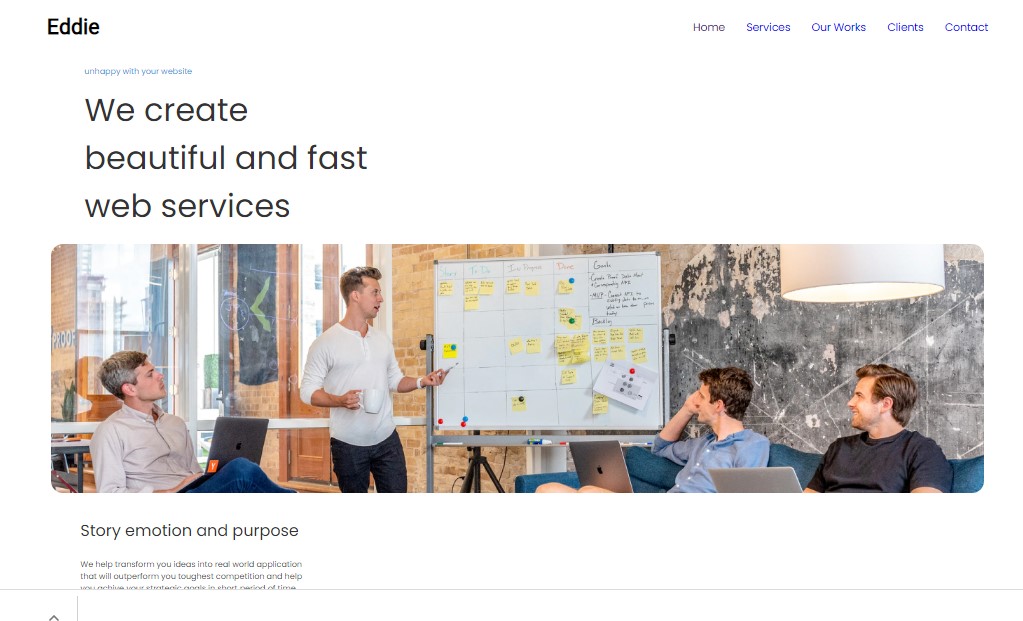 Eddie
Home Services Our Works Clients Contact
unhappy with your website
We create
beautiful and fast
web services
Story To Do In Progress Done Goals
Backlog
Story emotion and purpose
We help transform you ideas into real world application
that will outperform you toughest competition and help
you achive your strategic goals in short period of time